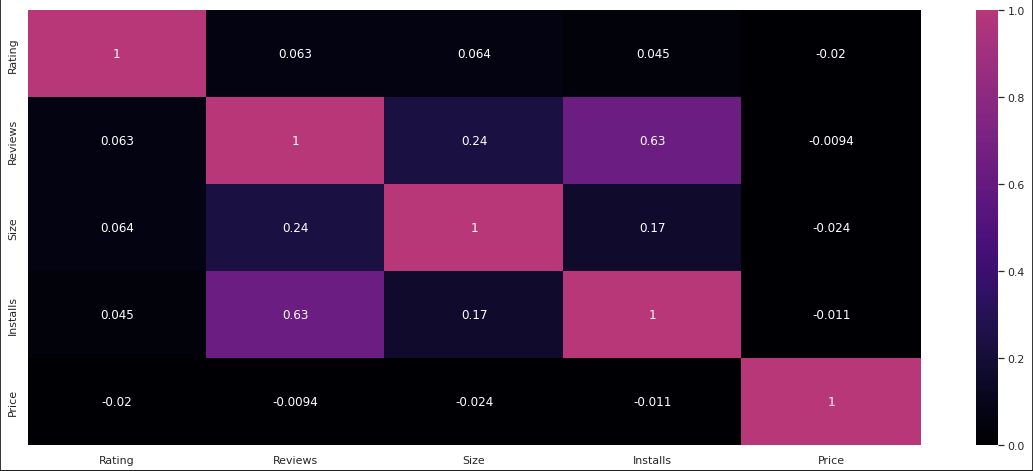 Rating 1 0.063 0.064 0.045 -0.02
Reviews 0.063 1 0.24 0.63 -0.0094
Size 0.064 0.24 1 0.17 -0.024
Installs 0.045 0.63 0.17 1 -0.011
Price -0.02 -0.0094 -0.024 -0.011 1
Rating Reviews Size Installs Price
1.0
0.8
0.6
0.4
0.2
0.0